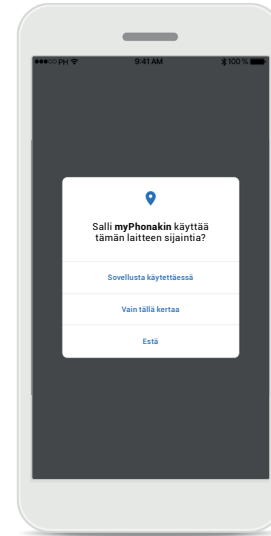 PH 9:41 AM 100 %
Salli myPhonakin käyttää
tämän laitteen sijaintia?
Sovellusta käytettäessä
Vain tällä kertaa
Estä